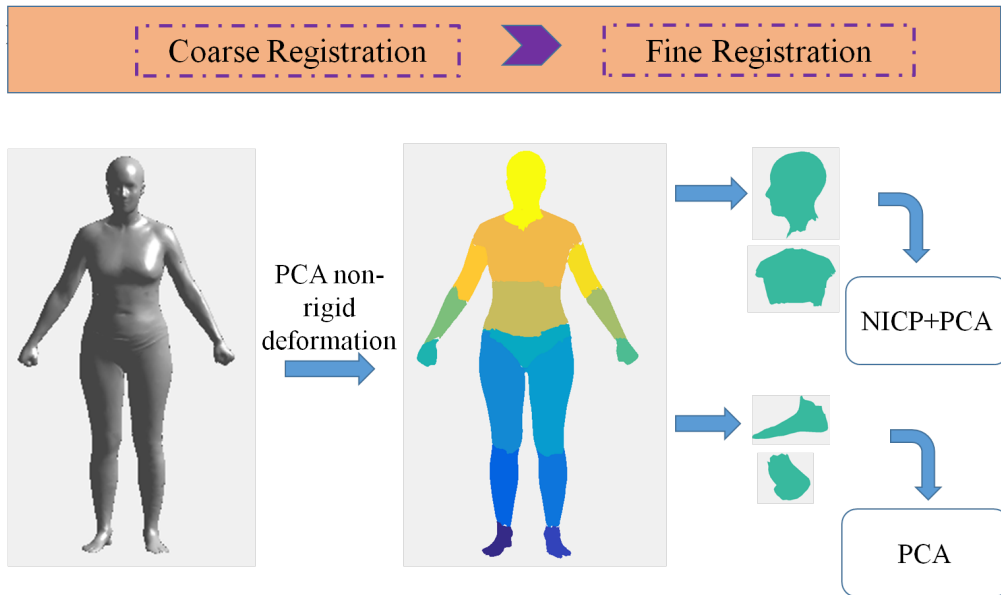 Coarse Registration
Fine Registration
PCA non-
rigid
deformation
NICP+PCA
PCA